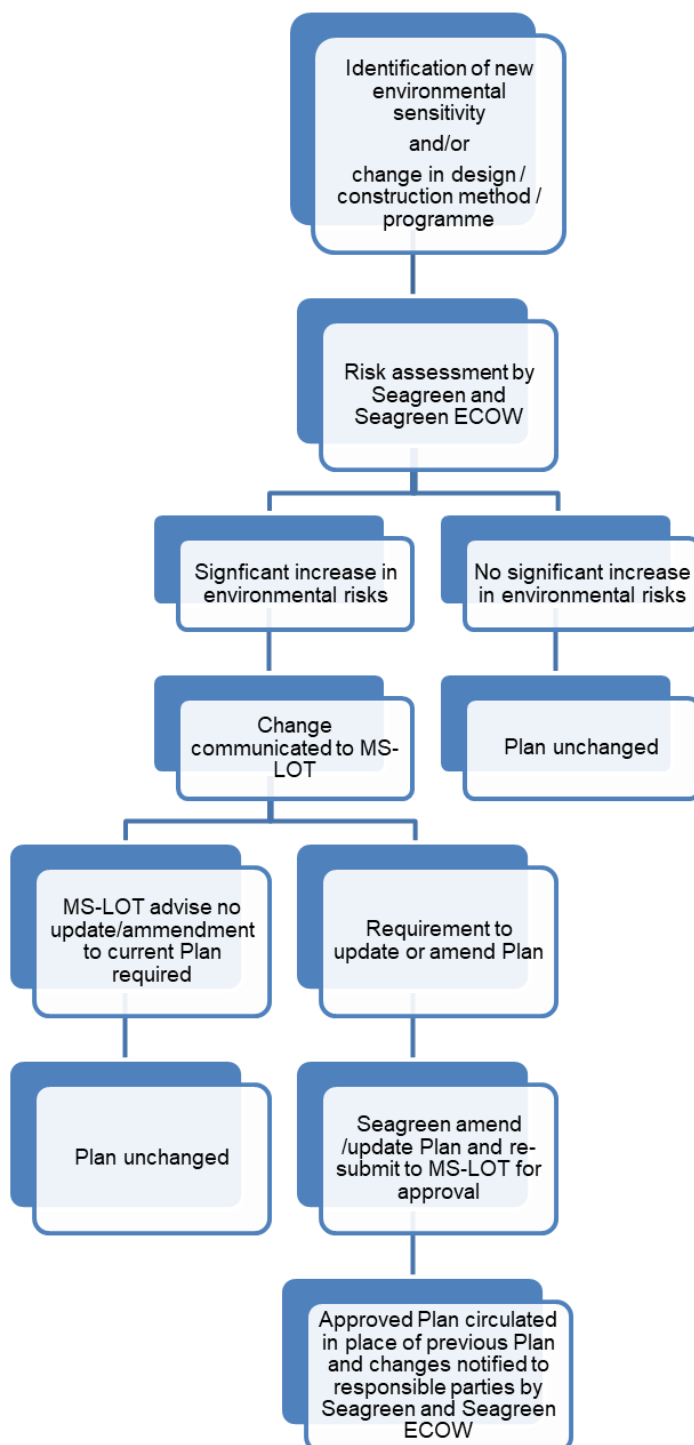 Identification of new
environmental
sensitivity
and/or
change in design /
construction method /
programme
Risk assessment by
Seagreen and
Seagreen ECOW
Signficant increase in
environmental risks
No significant increase
in environmental risks
Change
communicated to MS-
LOT
Plan unchanged
MS-LOT advise no
update/ammendment
to current Plan
required
Requirement to
update or amend Plan
Plan unchanged
Seagreen amend
/update Plan and re-
submit to MS-LOT for
approval
Approved Plan circulated
in place of previous Plan
and changes notified to
responsible parties by
Seagreen and Seagreen
ECOW